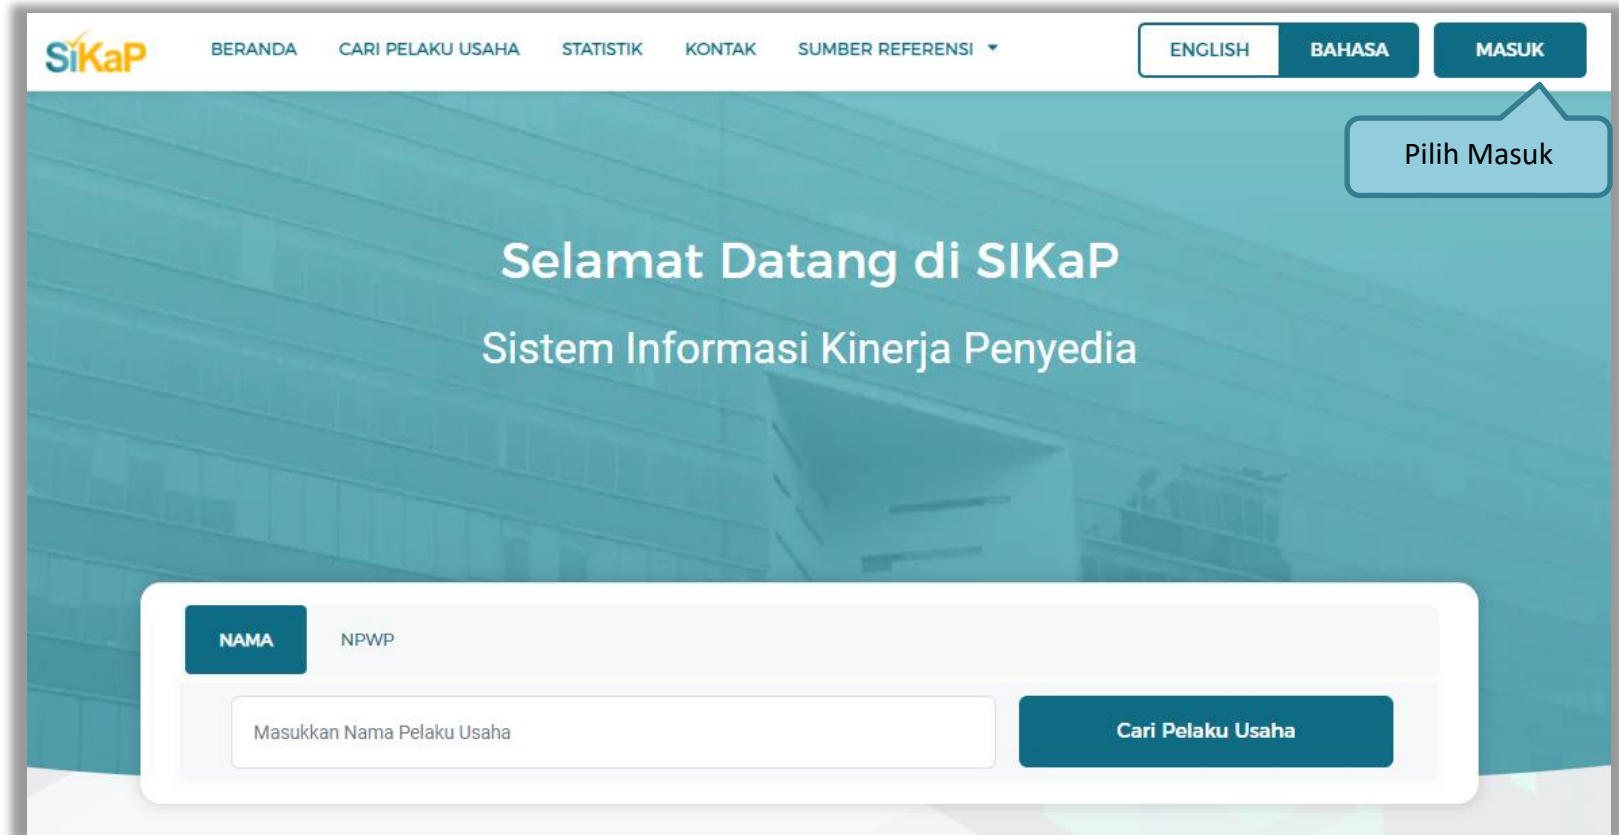 SiKaP
BERANDA CARI PELAKU USAHA STATISTIK KONTAK SUMBER REFERENSI ENGLISH BAHASA MASUK
Pilih Masuk
Selamat Datang di SIKaP
Sistem Informasi Kinerja Penyedia
NAMA NPWP
Masukkan Nama Pelaku Usaha Cari Pelaku Usaha